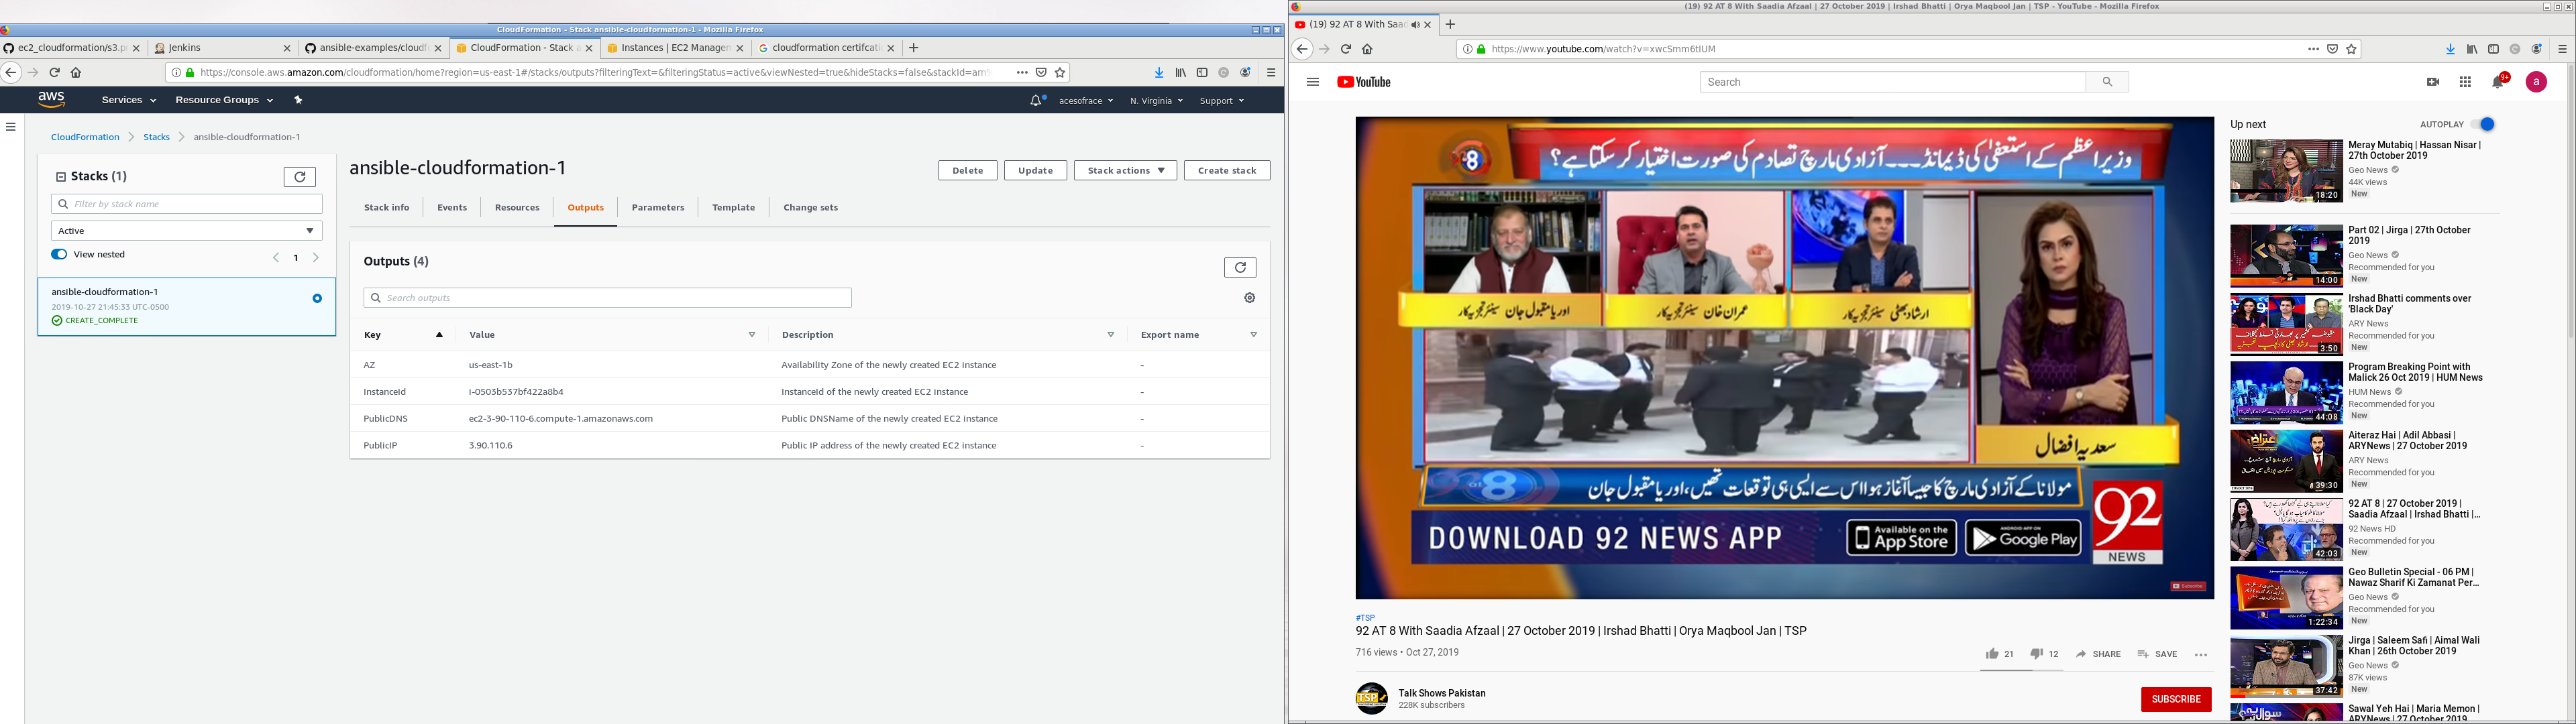 CloudFormation - Stack ansible-cloudformation-1 - Mozilla Firefox
ec2_cloudformation/s3.p
Jenkins
ansible-examples/cloudf
CloudFormation - Stack a
Instances | EC2 Manager
cloudformation certifcati
https://console.aws.amazon.com/cloudformation/home?region=us-east-1#/stacks/outputs?filteringText=&filteringStatus=active&viewNested=true&hideStacks=false&stackId=arn
aws
Services
Resource Groups
acesofrace
N. Virginia
Support
CloudFormation
Stacks
ansible-cloudformation-1
Stacks (1)
Filter by stack name
Active
View nested
1
ansible-cloudformation-1
2019-10-27 21:45:33 UTC-0500
CREATE_COMPLETE
ansible-cloudformation-1
Delete
Update
Stack actions
Create stack
Stack info
Events
Resources
Outputs
Parameters
Template
Change sets
Outputs (4)
Search outputs
Key Value Description Export name
AZ us-east-1b Availability Zone of the newly created EC2 instance -
InstanceId i-0503b537bf422a8b4 InstanceId of the newly created EC2 instance -
PublicDNS ec2-3-90-110-6.compute-1.amazonaws.com Public DNSName of the newly created EC2 instance -
PublicIP 3.90.110.6 Public IP address of the newly created EC2 instance -
(19) 92 AT 8 With Saadia Afzaal | 27 October 2019 | Irshad Bhatti | Orya Maqbool Jan | TSP - YouTube - Mozilla Firefox
(19) 92 AT 8 With Saad
https://www.youtube.com/watch?v=xwcSmm6tIUM
YouTube
Search
9+
a
8
وزیراعظم کے استعفیٰ کی ڈیمانڈ۔۔۔آزادی مارچ تصادم کی صورت اختیار کر سکتا ہے؟
اوریا مقبول جان سینئر تجزیہ کار
عمران خان سینئر تجزیہ کار
ارشاد بھٹی سینئر تجزیہ کار
سعدیہ افضال
8
مولانا کے آزادی مارچ کا جیسا آغاز ہوا اس سے ایسی ہی توقعات تھیں،اوریا مقبول جان
DOWNLOAD 92 NEWS APP
Available on the
App Store
ANDROID APP ON
Google Play
92
NEWS
Subscribe
#TSP
92 AT 8 With Saadia Afzaal | 27 October 2019 | Irshad Bhatti | Orya Maqbool Jan | TSP
716 views • Oct 27, 2019
21
12
SHARE
SAVE
TSP
Talk Shows Pakistan
228K subscribers
SUBSCRIBE
Up next
AUTOPLAY
18:20
Meray Mutabiq | Hassan Nisar |
27th October 2019
Geo News
44K views
New
14:00
Part 02 | Jirga | 27th October
2019
Geo News
Recommended for you
New
3:50
Irshad Bhatti comments over
'Black Day'
ARY News
Recommended for you
New
44:08
Program Breaking Point with
Malick 26 Oct 2019 | HUM News
HUM News
Recommended for you
New
39:30
Aiteraz Hai | Adil Abbasi |
ARYNews | 27 October 2019
ARY News
Recommended for you
New
42:03
92 AT 8 | 27 October 2019 |
Saadia Afzaal | Irshad Bhatti |...
92 News HD
Recommended for you
New
1:22:34
Geo Bulletin Special - 06 PM |
Nawaz Sharif Ki Zamanat Per...
Geo News
Recommended for you
New
37:42
Jirga | Saleem Safi | Aimal Wali
Khan | 26th October 2019
Geo News
87K views
New
Sawal Yeh Hai | Maria Memon |
ARYNews | 27 October 2019